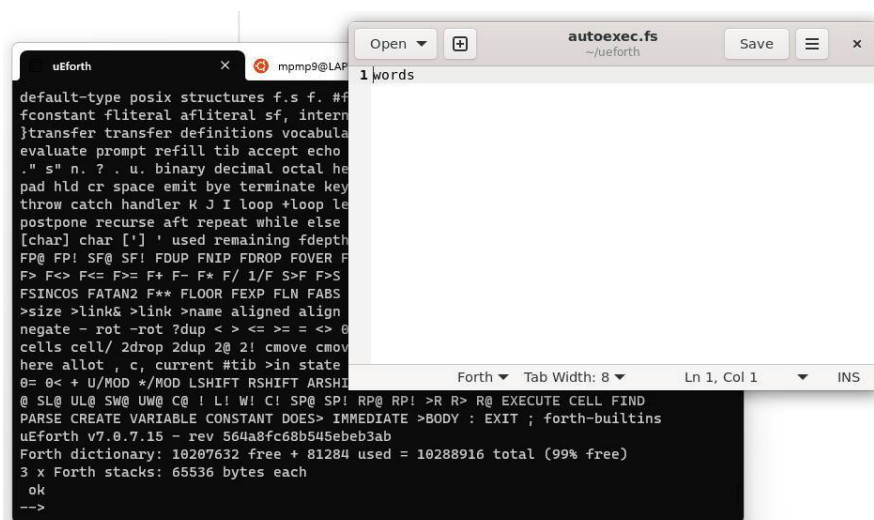 uEforth
mpmp9@LAP
default-type posix structures f.s f. #f
fconstant fliteral afliteral sf, intern
}transfer transfer definitions vocabula
evaluate prompt refill tib accept echo
." s" n. ? . u. binary decimal octal he
pad hld cr space emit bye terminate key
throw catch handler K J I loop +loop le
postpone recurse aft repeat while else
[char] char ['] ' used remaining fdepth
FP@ FP! SF@ SF! FDUP FNIP FDROP FOVER F
F> F<> F<= F>= F+ F- F* F/ 1/F S>F F>S
FSINCOS FATAN2 F** FLOOR FEXP FLN FABS
>size >link& >link >name aligned align
negate - rot -rot ?dup < > <= >= = <> 0
cells cell/ 2drop 2dup 2@ 2! cmove cmov
here allot , c, current #tib >in state
0= 0< + U/MOD */MOD LSHIFT RSHIFT ARSHI
@ SL@ UL@ SW@ UW@ C@ ! L! W! C! SP@ SP! RP@ RP! >R R> R@ EXECUTE CELL FIND
PARSE CREATE VARIABLE CONSTANT DOES> IMMEDIATE >BODY : EXIT ; forth-builtins
uEforth v7.0.7.15 - rev 564a8fc68b545ebeb3ab
Forth dictionary: 10207632 free + 81284 used = 10288916 total (99% free)
3 x Forth stacks: 65536 bytes each
ok
-->
Open
autoexec.fs
~/ueforth
Save
1 words
Forth Tab Width: 8 Ln 1, Col 1 INS